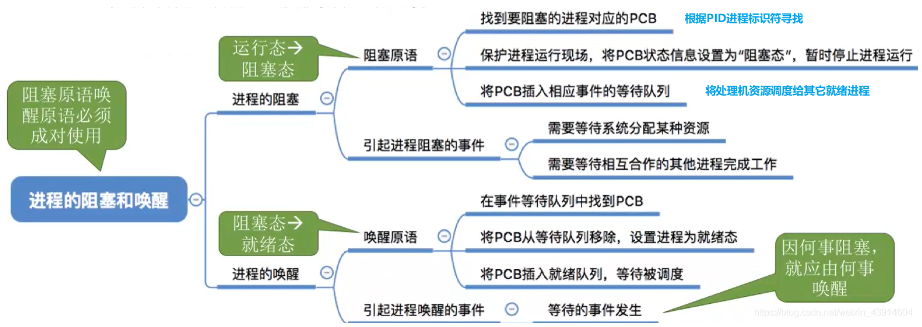 找到要阻塞的进程对应的PCB
根据PID进程标识符寻找
运行态→
阻塞态
阻塞原语
保护进程运行现场，将PCB状态信息设置为“阻塞态”，暂时停止进程运行
进程的阻塞
将PCB插入相应事件的等待队列
将处理机资源调度给其它就绪进程
阻塞原语唤
醒原语必须
成对使用
引起进程阻塞的事件
需要等待系统分配某种资源
需要等待相互合作的其他进程完成工作
进程的阻塞和唤醒
阻塞态→
就绪态
唤醒原语
在事件等待队列中找到PCB
将PCB从等待队列移除，设置进程为就绪态
进程的唤醒
将PCB插入就绪队列，等待被调度
因何事阻塞，
就应由何事
唤醒
引起进程唤醒的事件
等待的事件发生
https://blog.csdn.net/weixin_43914604